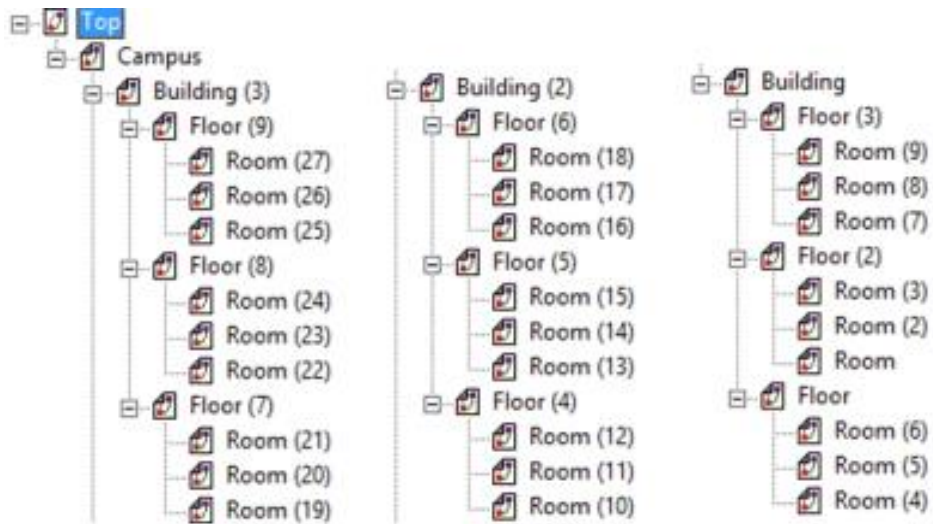 Top
Campus
Building (3)
Floor (9)
Room (27)
Room (26)
Room (25)
Floor (8)
Room (24)
Room (23)
Room (22)
Floor (7)
Room (21)
Room (20)
Room (19)
Building (2)
Floor (6)
Room (18)
Room (17)
Room (16)
Floor (5)
Room (15)
Room (14)
Room (13)
Floor (4)
Room (12)
Room (11)
Room (10)
Building
Floor (3)
Room (9)
Room (8)
Room (7)
Floor (2)
Room (3)
Room (2)
Room
Floor
Room (6)
Room (5)
Room (4)